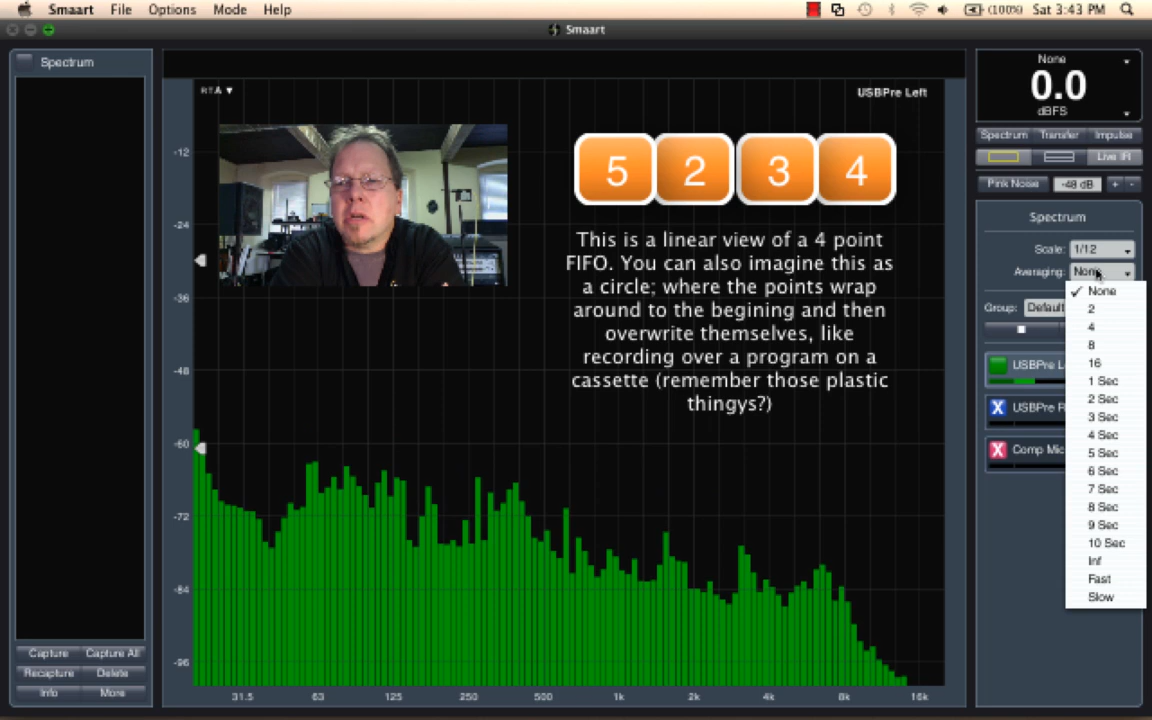 Smaart File Options Mode Help (100%) Sat 3:43 PM
Smaart
Spectrum
RTA ▼
USBPre Left
None
0.0
dBFS
Spectrum Transfer Impulse
Live IR
Pink Noise -48 dB + -
5 2 3 4
This is a linear view of a 4 point
FIFO. You can also imagine this as
a circle; where the points wrap
around to the begining and then
overwrite themselves, like
recording over a program on a
cassette (remember those plastic
thingys?)
Spectrum
Scale: 1/12
Averaging: None
✓ None
2
4
8
16
1 Sec
2 Sec
3 Sec
4 Sec
5 Sec
6 Sec
7 Sec
8 Sec
9 Sec
10 Sec
Inf
Fast
Slow
Group: Default
USBPre L
X USBPre R
X Comp Mic
-12
-24
-36
-48
-60
-72
-84
-96
31.5 63 125 250 500 1k 2k 4k 8k 16k
Capture Capture All
Recapture Delete
Info More